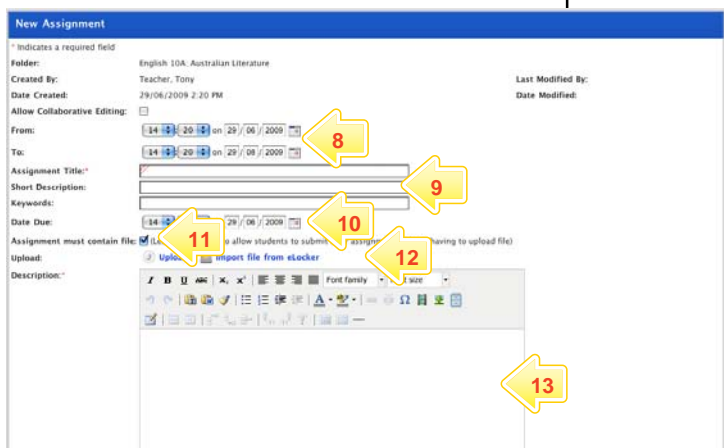 New Assignment
* Indicates a required field
Folder: English 10A: Australian Literature
Created By: Teacher, Tony Last Modified By:
Date Created: 29/06/2009 2:20 PM Date Modified:
Allow Collaborative Editing:
From: 14 : 20 on 29 / 06 / 2009
8
To: 14 : 20 on 29 / 08 / 2009
Assignment Title:*
Short Description:
9
Keywords:
Date Due: 14 29 / 06 / 2009
10
Assignment must contain file: to allow students to submit having to upload file)
11
Upload: Import file from eLocker
12
Description:*
B I U ABC x, x² Font family size
13